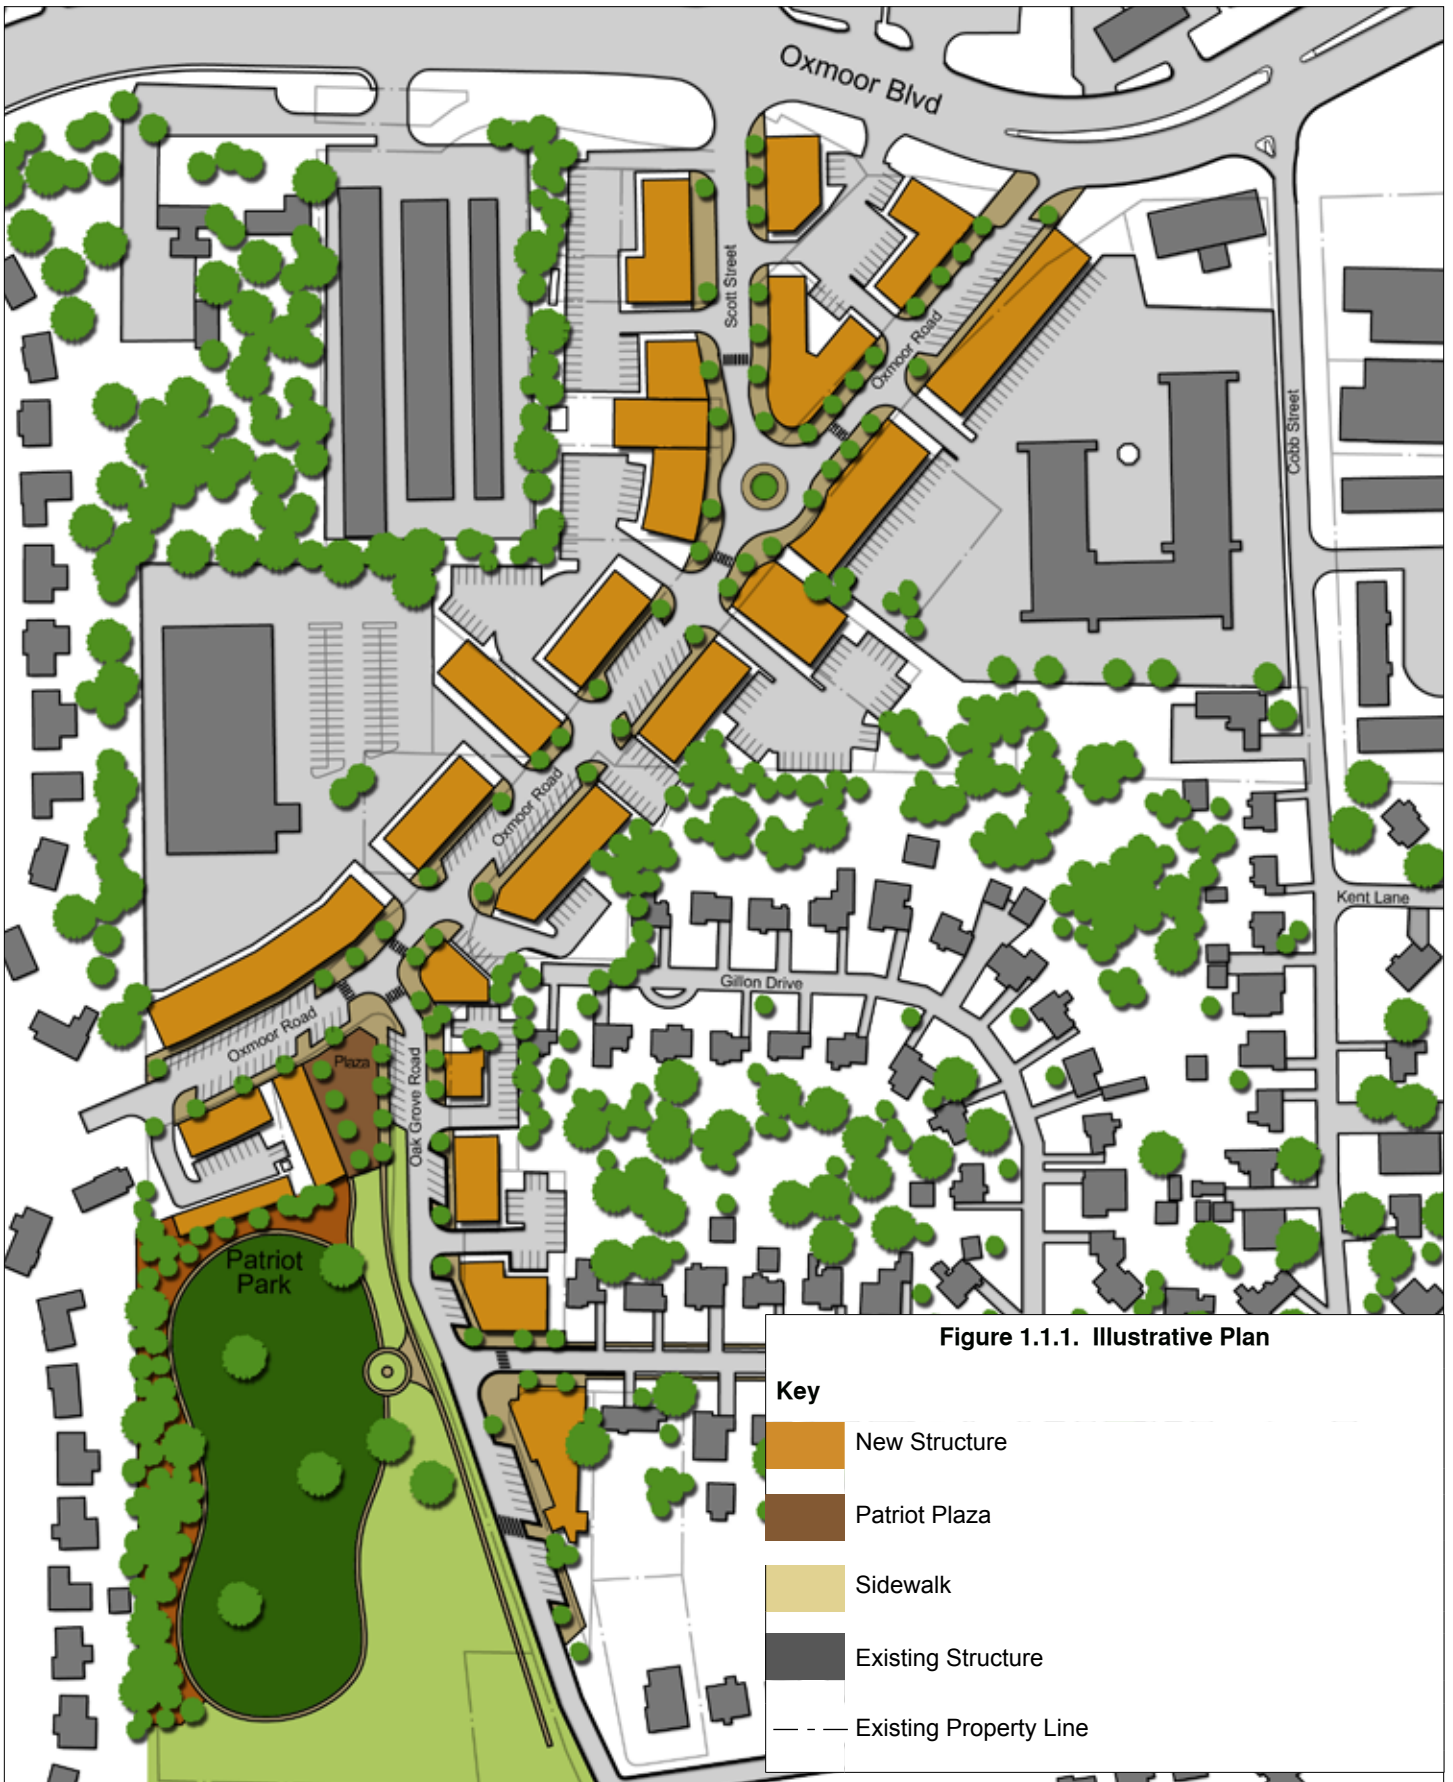 Oxmoor Blvd
Scott Street
Oxmoor Road
Cobb Street
Oxmoor Road
Kent Lane
Gillon Drive
Oxmoor Road
Plaza
Oak Grove Road
Patriot
Park
Figure 1.1.1. Illustrative Plan
Key
New Structure
Patriot Plaza
Sidewalk
Existing Structure
Existing Property Line